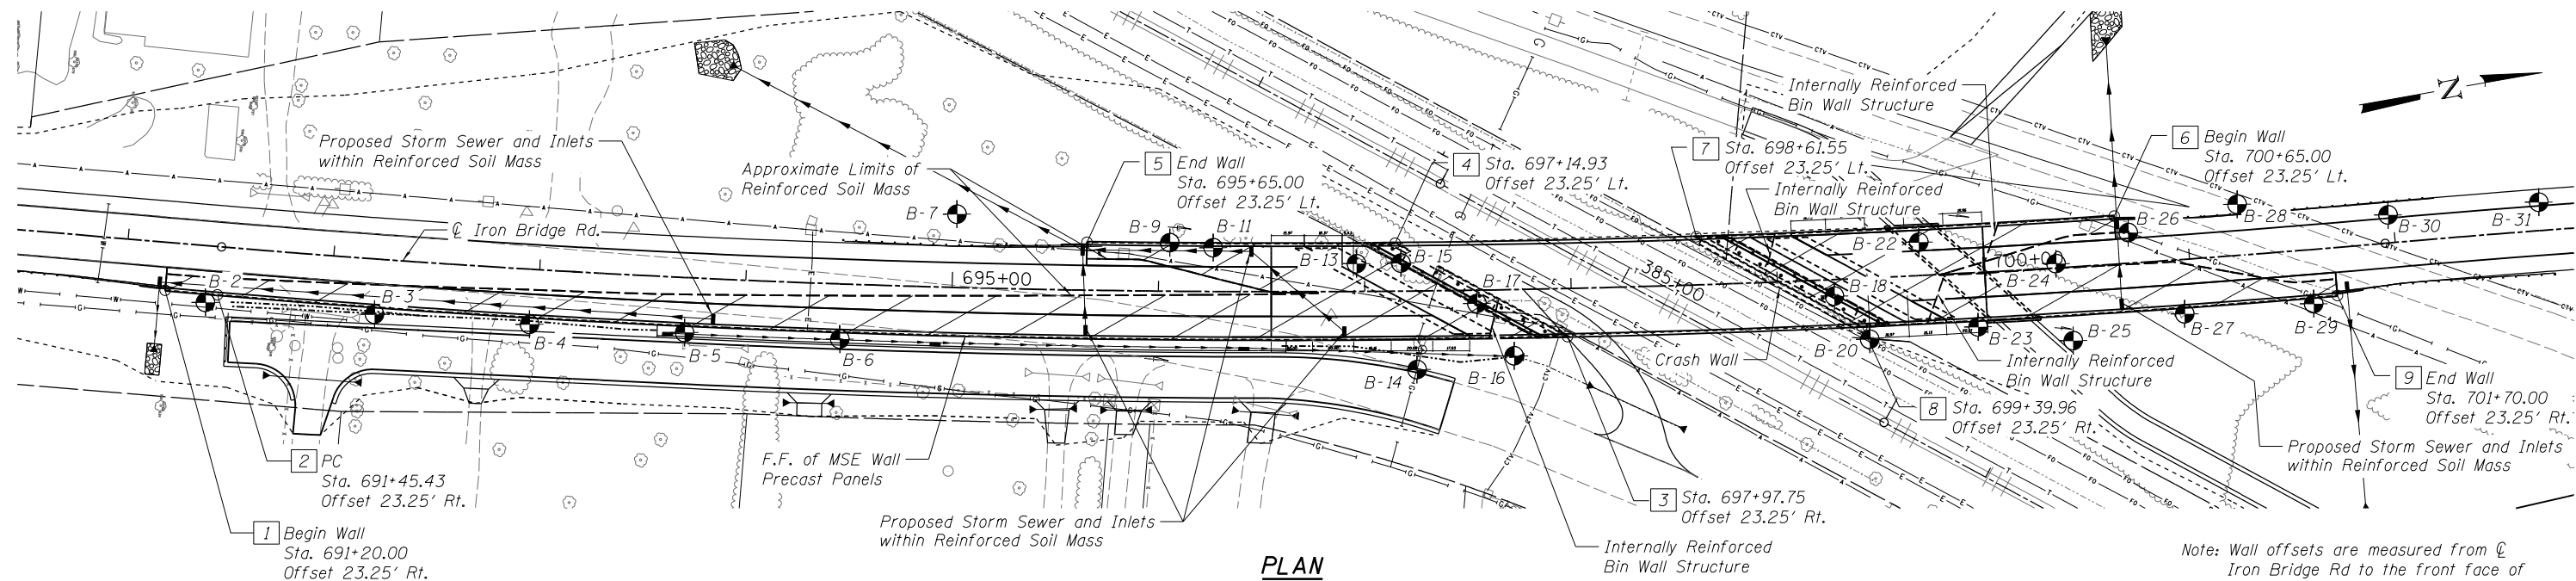 Internally Reinforced
Bin Wall Structure
N
Proposed Storm Sewer and Inlets
within Reinforced Soil Mass
Approximate Limits of
Reinforced Soil Mass
5 End Wall
Sta. 695+65.00
Offset 23.25' Lt.
4 Sta. 697+14.93
Offset 23.25' Lt.
7 Sta. 698+61.55
Offset 23.25' Lt.
Internally Reinforced
Bin Wall Structure
6 Begin Wall
Sta. 700+65.00
Offset 23.25' Lt.
B-7
B-9
B-11
B-13
B-15
B-17
B-22
B-26
B-28
B-30
B-31
℄ Iron Bridge Rd.
695+00
385+00
700+00
B-24
B-2
B-3
B-4
B-5
B-6
B-14
B-16
B-18
B-20
B-23
B-25
B-27
B-29
Crash Wall
Internally Reinforced
Bin Wall Structure
9 End Wall
Sta. 701+70.00
Offset 23.25' Rt.
8 Sta. 699+39.96
Offset 23.25' Rt.
Proposed Storm Sewer and Inlets
within Reinforced Soil Mass
2 PC
Sta. 691+45.43
Offset 23.25' Rt.
F.F. of MSE Wall
Precast Panels
3 Sta. 697+97.75
Offset 23.25' Rt.
1 Begin Wall
Sta. 691+20.00
Offset 23.25' Rt.
Proposed Storm Sewer and Inlets
within Reinforced Soil Mass
Internally Reinforced
Bin Wall Structure
PLAN
Note: Wall offsets are measured from ℄
Iron Bridge Rd to the front face of